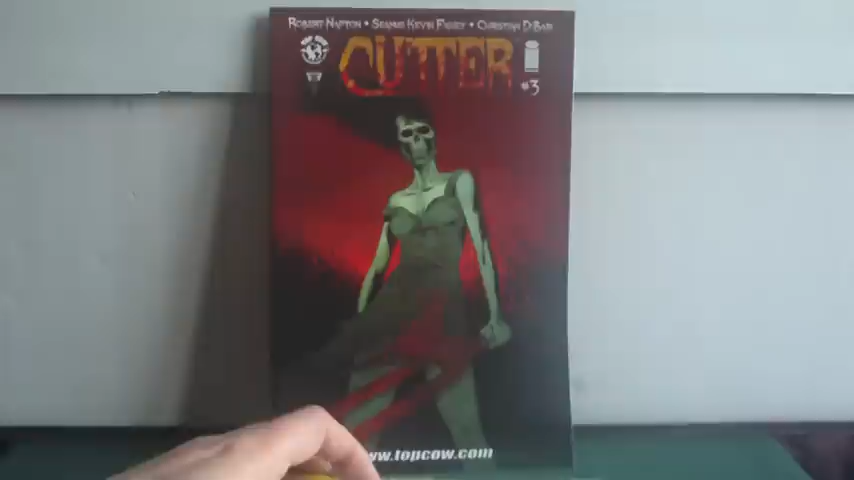 ROBERT NAPTON • SEAMUS KEVIN FAHEY • CHRISTIAN DIBARI
CUTTER
#3
www.topcow.com